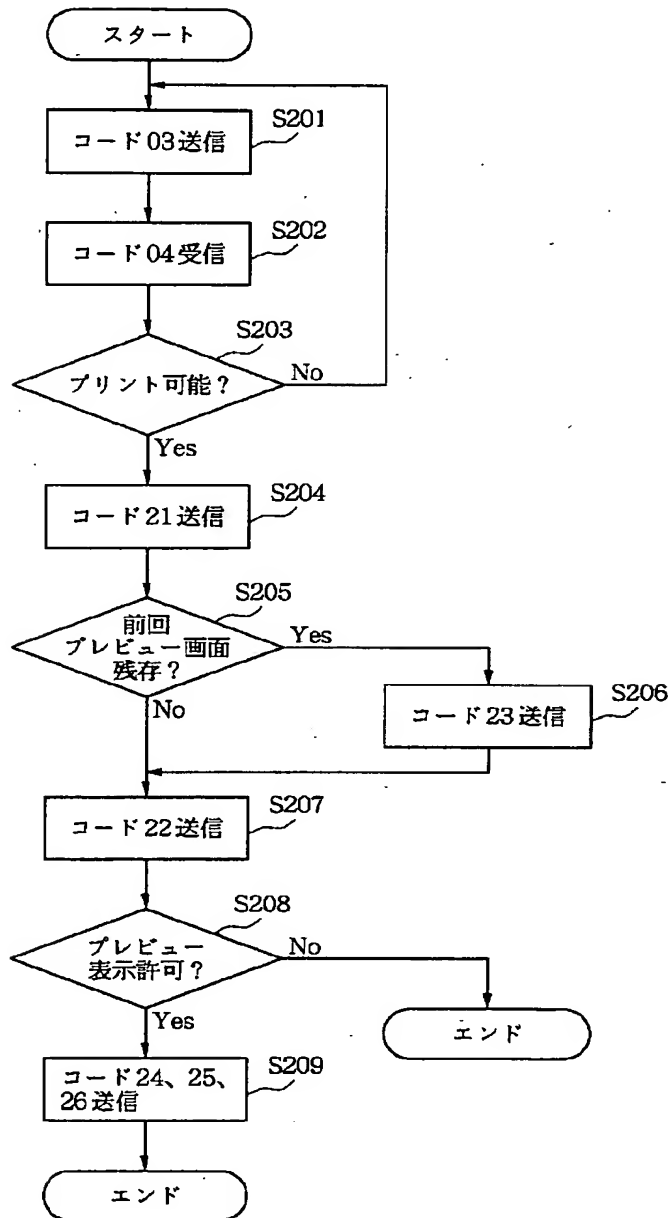 スタート
コード03送信
S201
コード04受信
S202
プリント可能?
S203
No
Yes
コード21送信
S204
前回
プレビュー画面
残存?
S205
Yes
No
コード23送信
S206
コード22送信
S207
プレビュー
表示許可?
S208
No
Yes
エンド
コード24、25、
26送信
S209
エンド